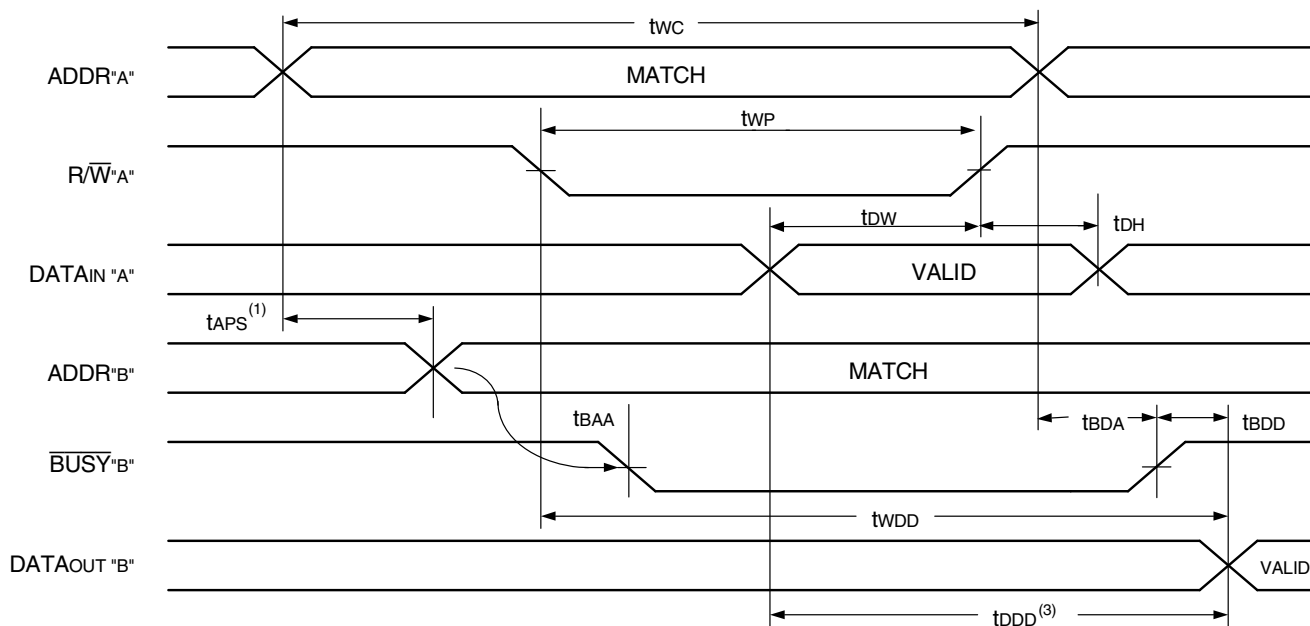 tWC
ADDR"A" MATCH
tWP
R/W"A"
tDW tDH
DATAIN "A" VALID
tAPS(1)
ADDR"B" MATCH
tBAA tBDA tBDD
BUSY"B"
tWDD
DATAOUT "B" VALID
tDDD(3)